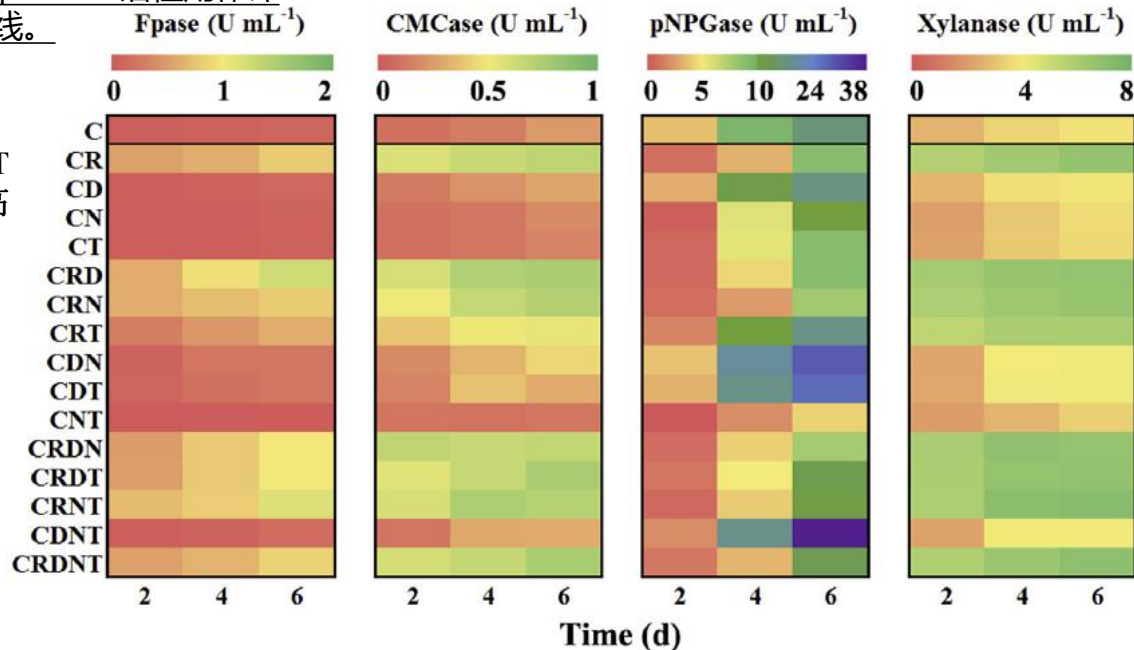 线。
Fpase (U mL⁻¹) CMCase (U mL⁻¹) pNPGase (U mL⁻¹) Xylanase (U mL⁻¹)
0 1 2 0 0.5 1 0 5 10 24 38 0 4 8
C
T
CR
CD
CN
CT
CRD
CRN
CRT
CDN
CDT
CNT
CRDN
CRDT
CRNT
CDNT
CRDNT
2 4 6 2 4 6 2 4 6 2 4 6
Time (d)